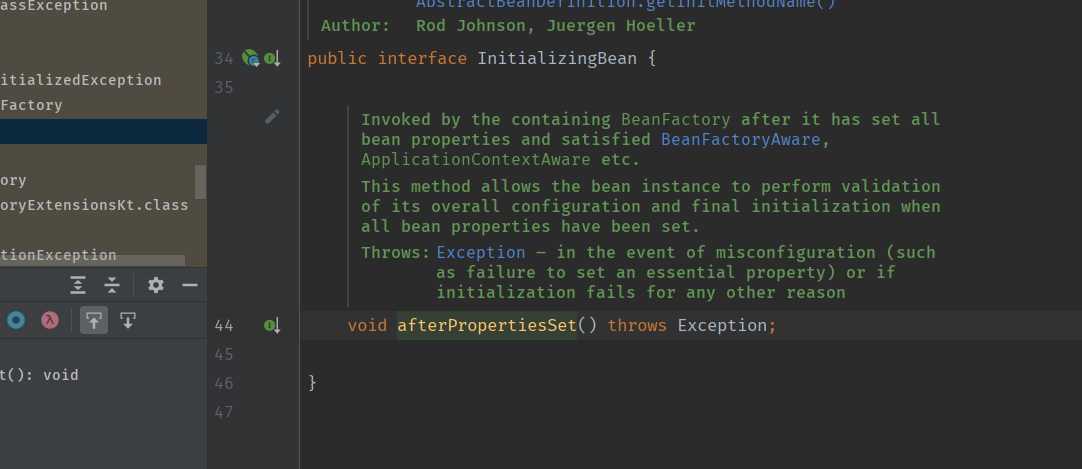 assException
itializedException
Factory
ory
oryExtensionsKt.class
tionException
t(): void
AbstractBeanDefinition.getInitMethodName()
Author: Rod Johnson, Juergen Hoeller
34 public interface InitializingBean {
35
Invoked by the containing BeanFactory after it has set all
bean properties and satisfied BeanFactoryAware,
ApplicationContextAware etc.
This method allows the bean instance to perform validation
of its overall configuration and final initialization when
all bean properties have been set.
Throws: Exception – in the event of misconfiguration (such
as failure to set an essential property) or if
initialization fails for any other reason
44 void afterPropertiesSet() throws Exception;
45
46 }
47